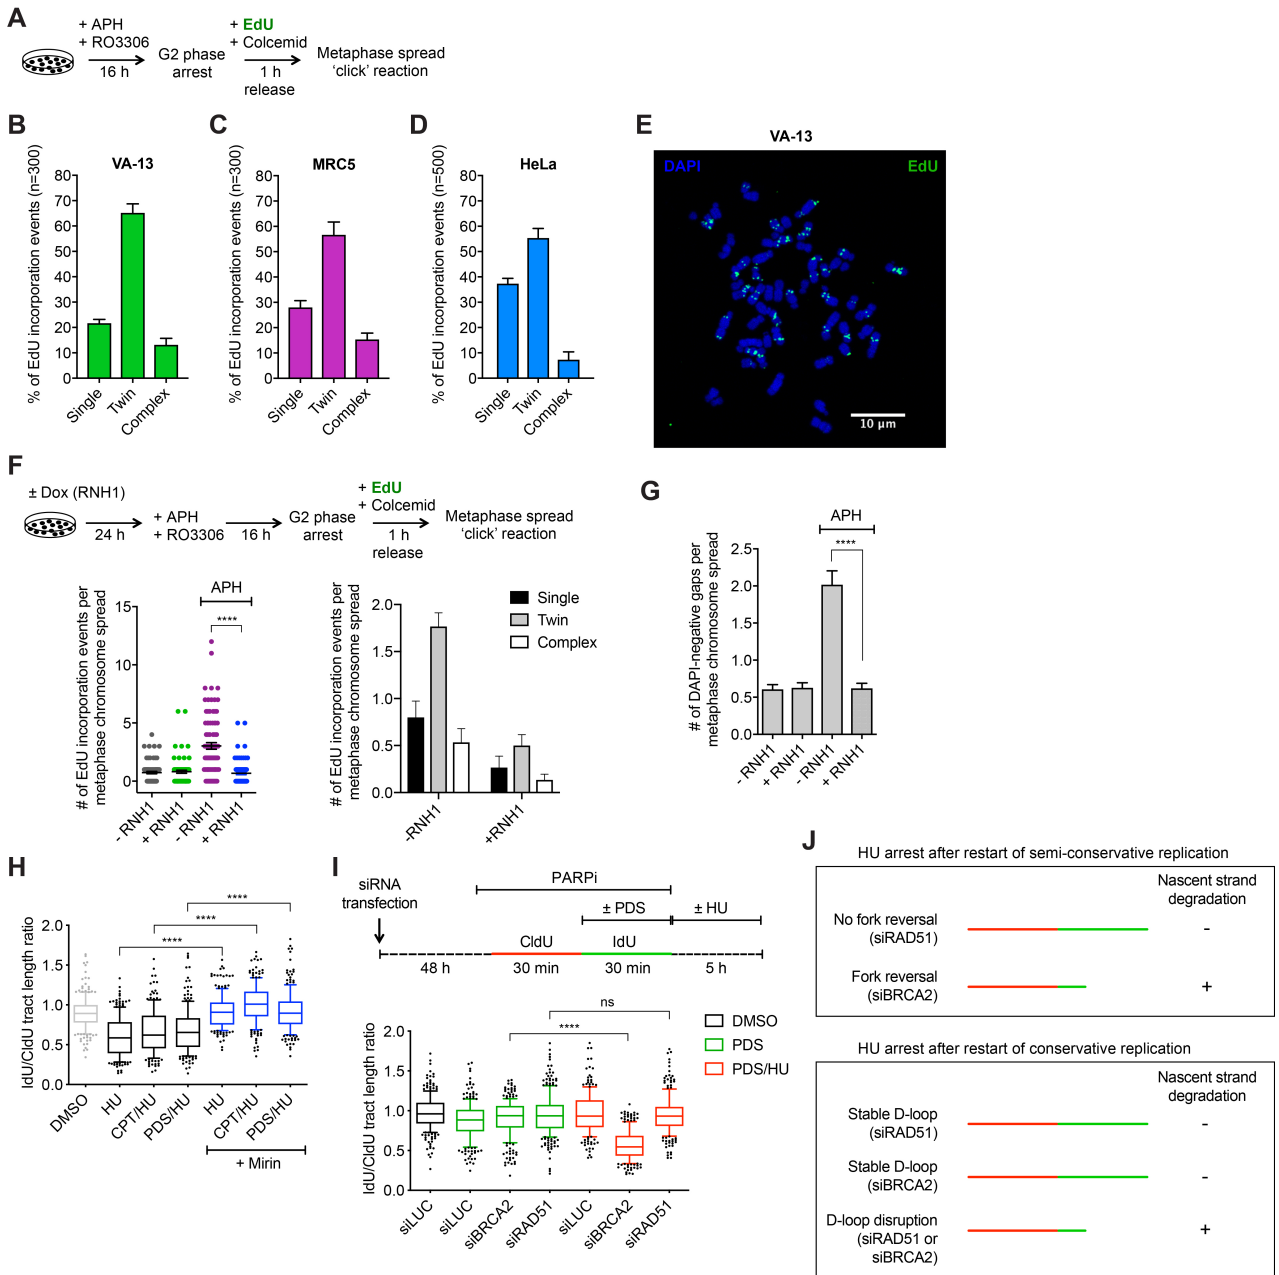 A
+ APH
+ RO3306
16 h
G2 phase
arrest
+ EdU
+ Colcemid
1 h
release
Metaphase spread
‘click’ reaction
B
VA-13
% of EdU incorporation events (n=300)
80
70
60
50
40
30
20
10
0
Single
Twin
Complex
C
MRC5
% of EdU incorporation events (n=300)
80
70
60
50
40
30
20
10
0
Single
Twin
Complex
D
HeLa
% of EdU incorporation events (n=500)
80
70
60
50
40
30
20
10
0
Single
Twin
Complex
E
VA-13
DAPI
EdU
10 µm
F
± Dox (RNH1)
24 h
+ APH
+ RO3306
16 h
G2 phase
arrest
+ EdU
+ Colcemid
1 h
release
Metaphase spread
‘click’ reaction
# of EdU incorporation events per
metaphase chromosome spread
15
10
5
0
APH
****
- RNH1
+ RNH1
- RNH1
+ RNH1
# of EdU incorporation events per
metaphase chromosome spread
2.0
1.5
1.0
0.5
0.0
Single
Twin
Complex
-RNH1
+RNH1
G
# of DAPI-negative gaps per
metaphase chromosome spread
2.5
2.0
1.5
1.0
0.5
0.0
APH
****
- RNH1
+ RNH1
- RNH1
+ RNH1
H
IdU/CldU tract length ratio
2.0
1.5
1.0
0.5
0.0
****
****
****
DMSO
HU
CPT/HU
PDS/HU
HU
CPT/HU
PDS/HU
+ Mirin
I
siRNA
transfection
PARPi
± PDS
± HU
CldU
IdU
48 h
30 min
30 min
5 h
IdU/CldU tract length ratio
2.0
1.5
1.0
0.5
0.0
ns
****
DMSO
PDS
PDS/HU
siLUC
siLUC
siBRCA2
siRAD51
siLUC
siBRCA2
siRAD51
J
HU arrest after restart of semi-conservative replication
Nascent strand
degradation
No fork reversal
(siRAD51)
-
Fork reversal
(siBRCA2)
+
HU arrest after restart of conservative replication
Nascent strand
degradation
Stable D-loop
(siRAD51)
-
Stable D-loop
(siBRCA2)
-
D-loop disruption
(siRAD51 or
siBRCA2)
+